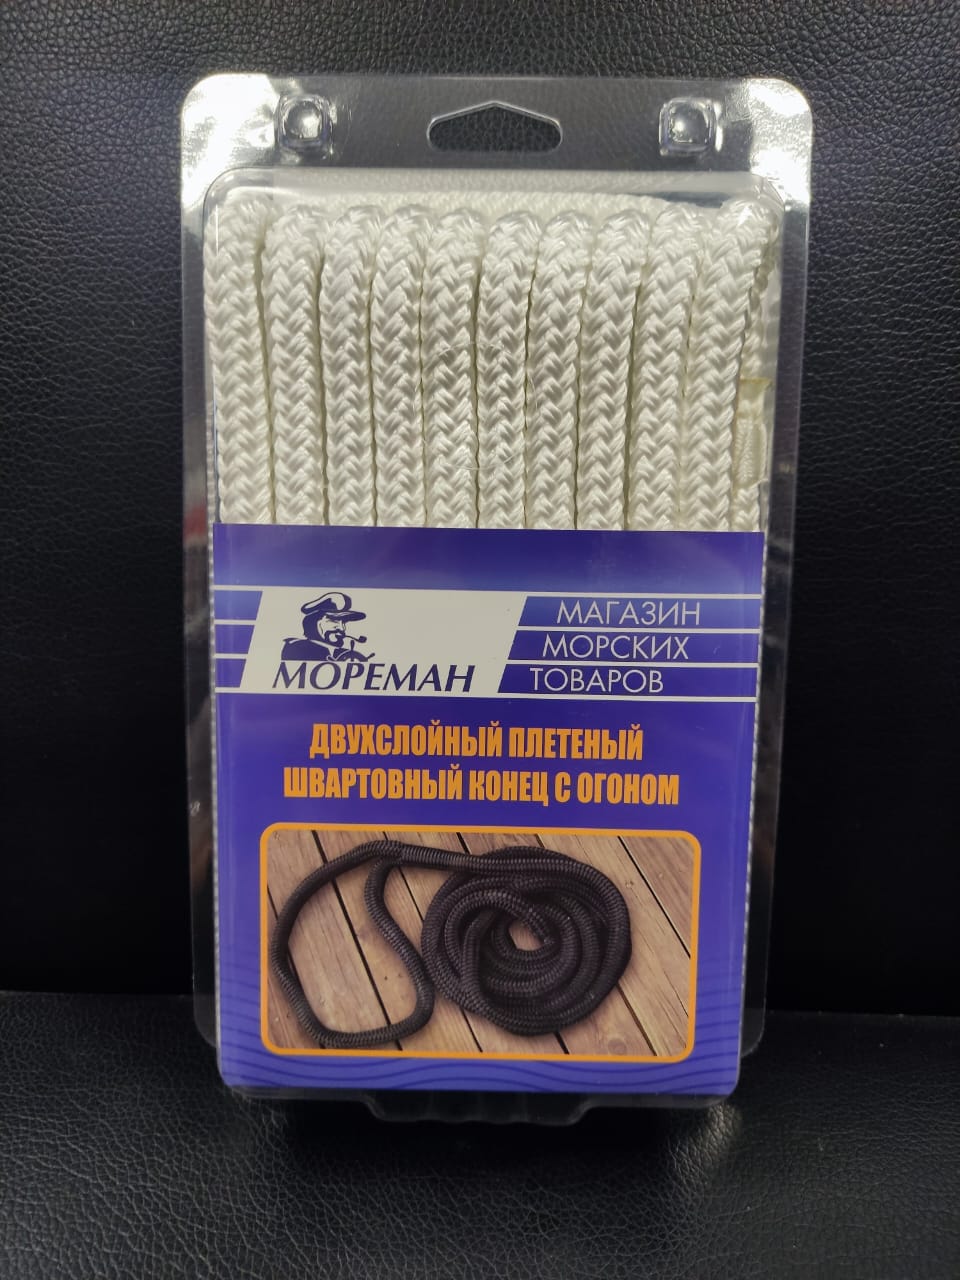 МОРЕМАН
МАГАЗИН
МОРСКИХ
ТОВАРОВ
ДВУХСЛОЙНЫЙ ПЛЕТЕНЫЙ
ШВАРТОВНЫЙ КОНЕЦ С ОГОНОМ